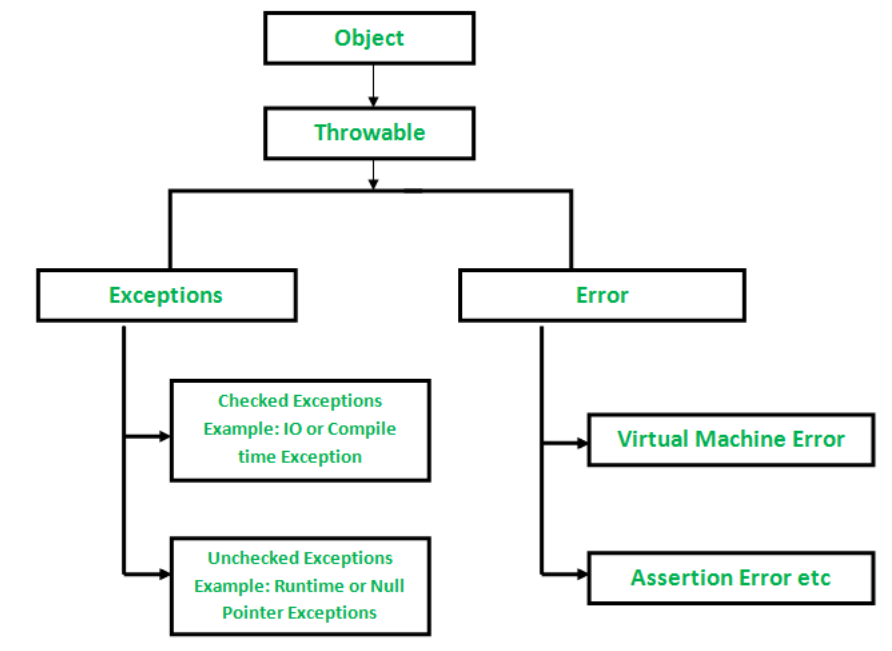 Object
Throwable
Exceptions
Error
Checked Exceptions
Example: IO or Compile
time Exception
Virtual Machine Error
Unchecked Exceptions
Example: Runtime or Null
Pointer Exceptions
Assertion Error etc